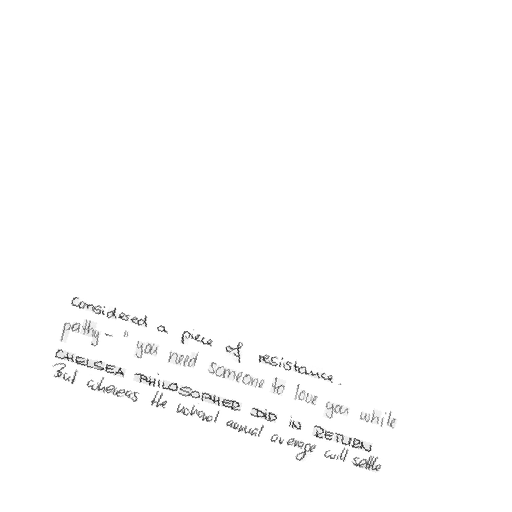 considered a piece of resistance.
pathy - " you need someone to love you while
CHELSEA PHILOSOPHER DID IN RETURN
But whereas the annual average will settle